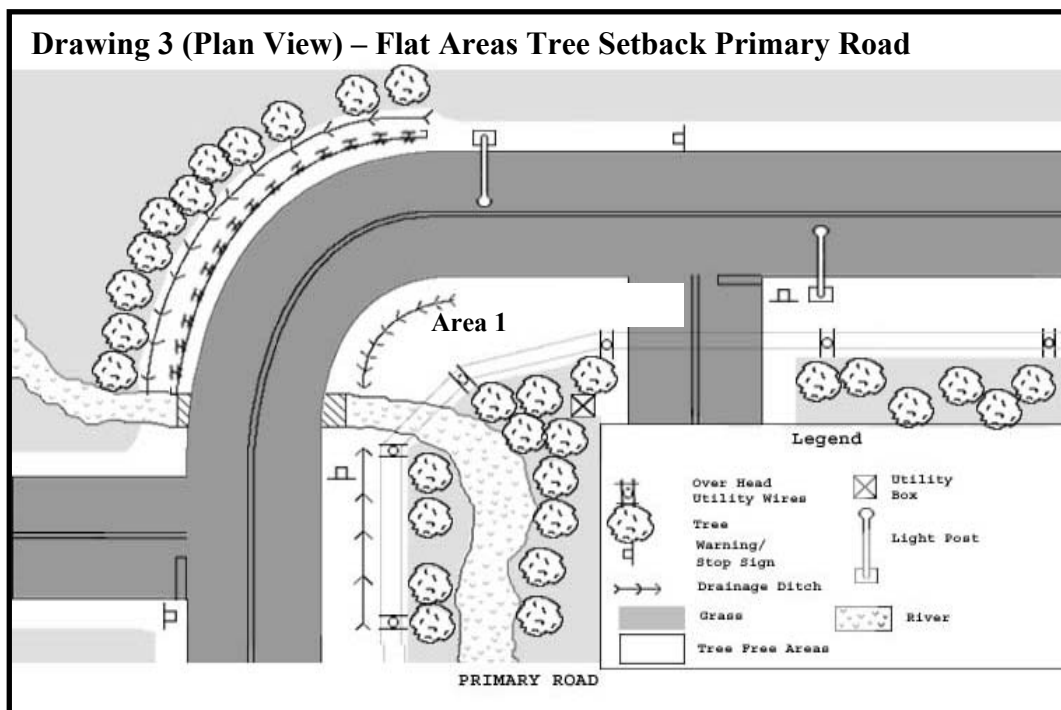 Drawing 3 (Plan View) – Flat Areas Tree Setback Primary Road
Area 1
Legend
Over Head
Utility Wires
Utility
Box
Tree
Warning/
Stop Sign
Light Post
Drainage Ditch
Grass
River
Tree Free Areas
PRIMARY ROAD